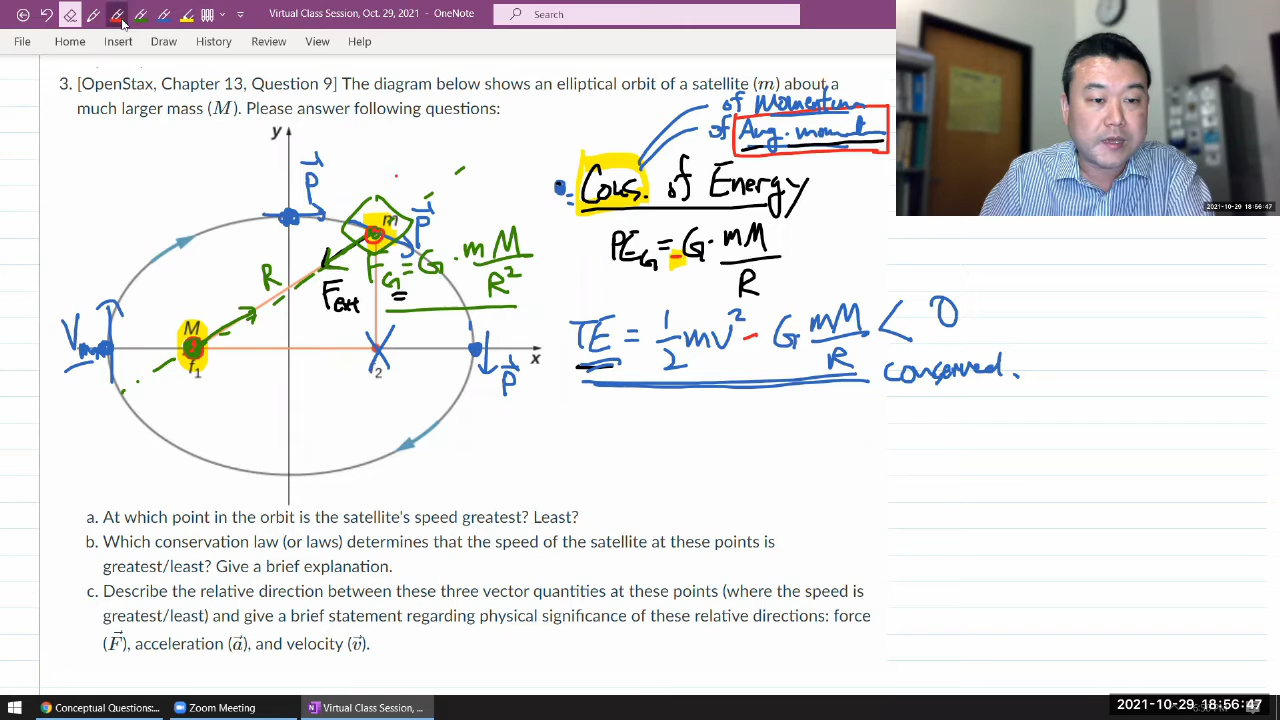 Virtual Class Session, Oct. 29, 2021 - OneNote
Search
File Home Insert Draw History Review View Help
3. [OpenStax, Chapter 13, Question 9] The diagram below shows an elliptical orbit of a satellite (m) about a
much larger mass (M). Please answer following questions:
of Momentum
of Ang. moment
Cons. of Energy
PE_G = - G · mM / R
TE = 1/2 mv² - G mM / R < 0
conserved.
y
P
m
P
F_G = G · m M / R²
R
F_ext
M
V_max
f₁
f₂
x
P
a. At which point in the orbit is the satellite's speed greatest? Least?
b. Which conservation law (or laws) determines that the speed of the satellite at these points is
greatest/least? Give a brief explanation.
c. Describe the relative direction between these three vector quantities at these points (where the speed is
greatest/least) and give a brief statement regarding physical significance of these relative directions: force
(F⃗), acceleration (a⃗), and velocity (v⃗).
2021-10-29 18:56:47
Conceptual Questions:... Zoom Meeting Virtual Class Session,...
2021-10-29 18:56:47